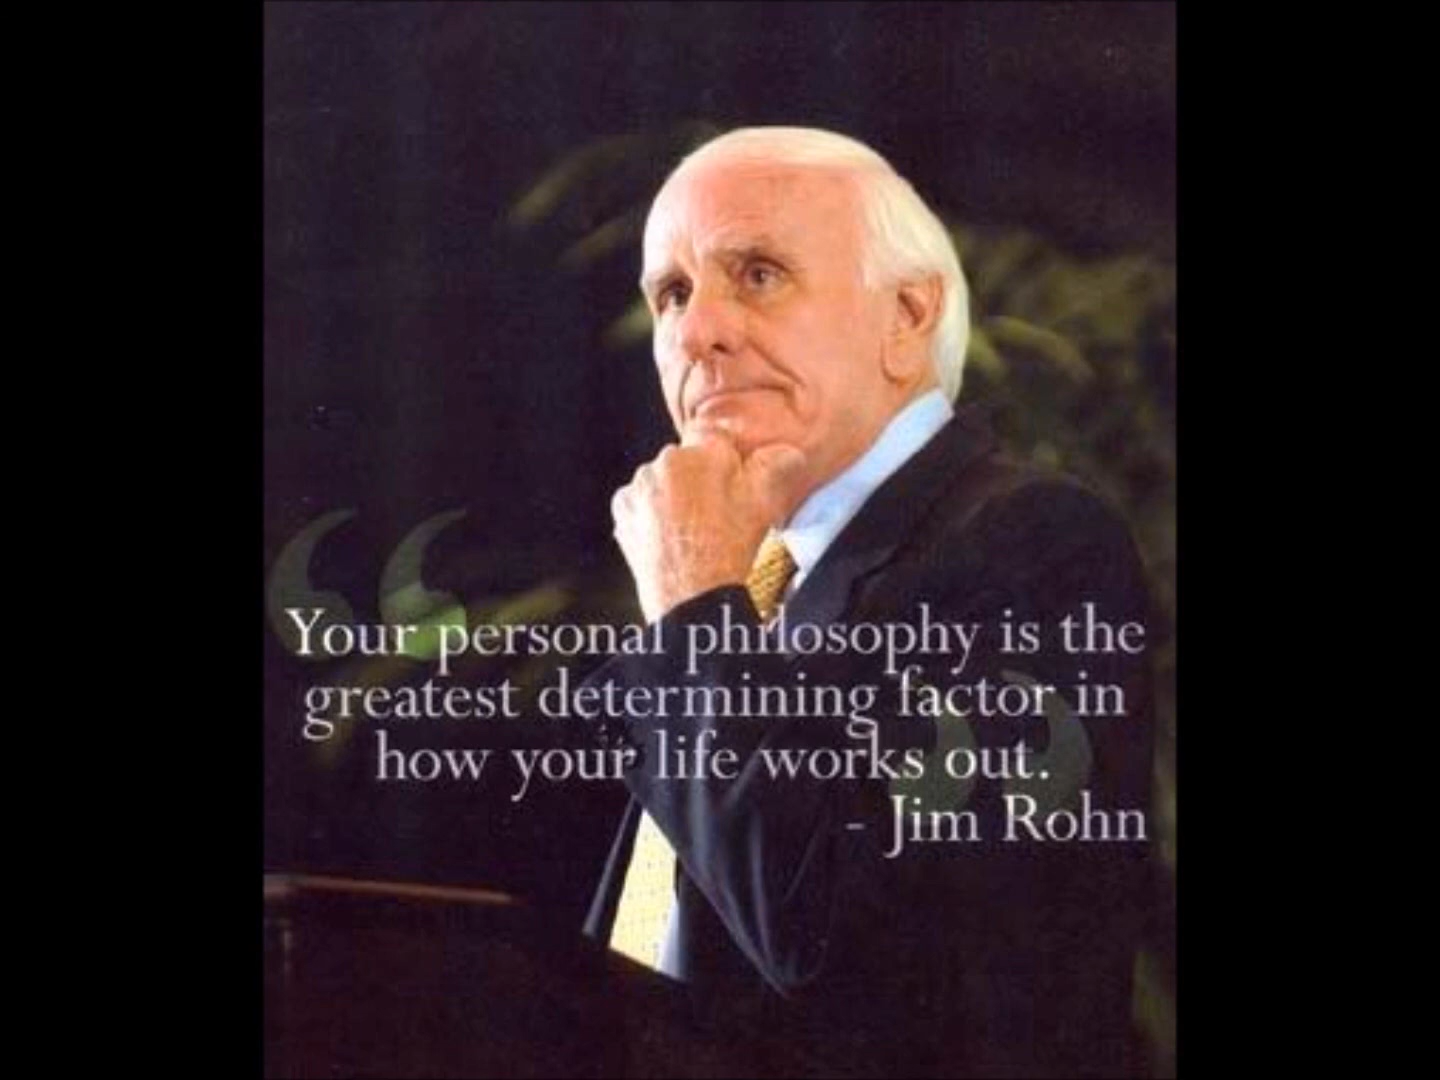 Your personal philosophy is the
greatest determining factor in
how your life works out.
- Jim Rohn